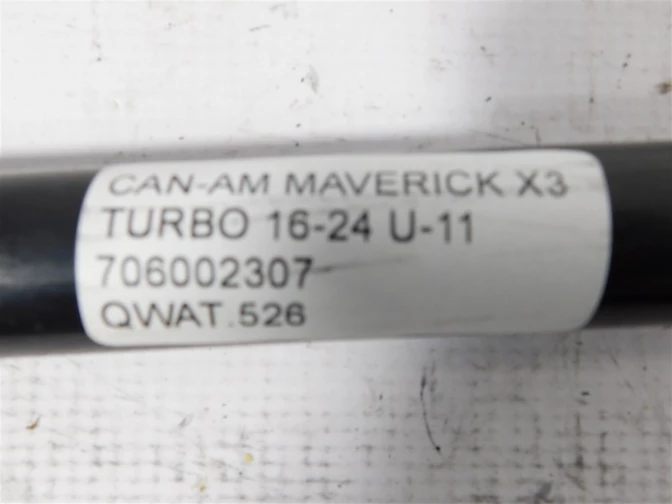 CAN-AM MAVERICK X3
TURBO 16-24 U-11
706002307
QWAT.526